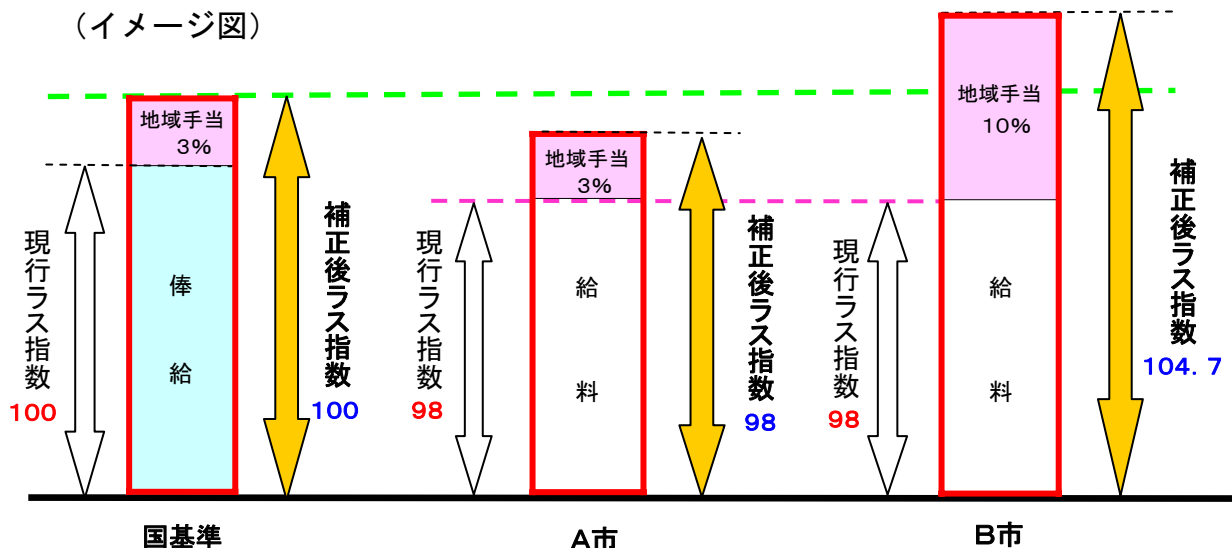 （イメージ図）
地域手当
3%
俸
給
現行ラス指数
100
補正後ラス指数
100
国基準
地域手当
3%
給
料
現行ラス指数
98
補正後ラス指数
98
A市
地域手当
10%
給
料
現行ラス指数
98
補正後ラス指数
104.7
B市